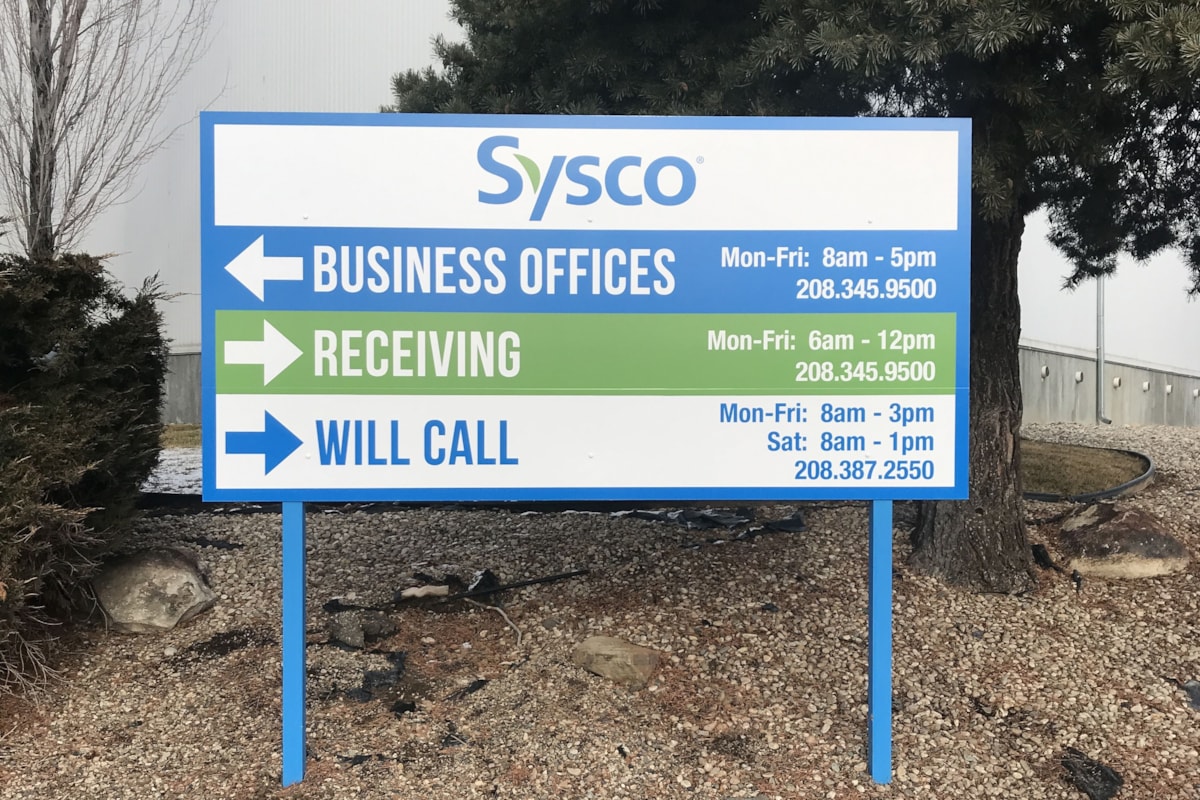 Sysco®
BUSINESS OFFICES
Mon-Fri: 8am - 5pm
208.345.9500
RECEIVING
Mon-Fri: 6am - 12pm
208.345.9500
WILL CALL
Mon-Fri: 8am - 3pm
Sat: 8am - 1pm
208.387.2550